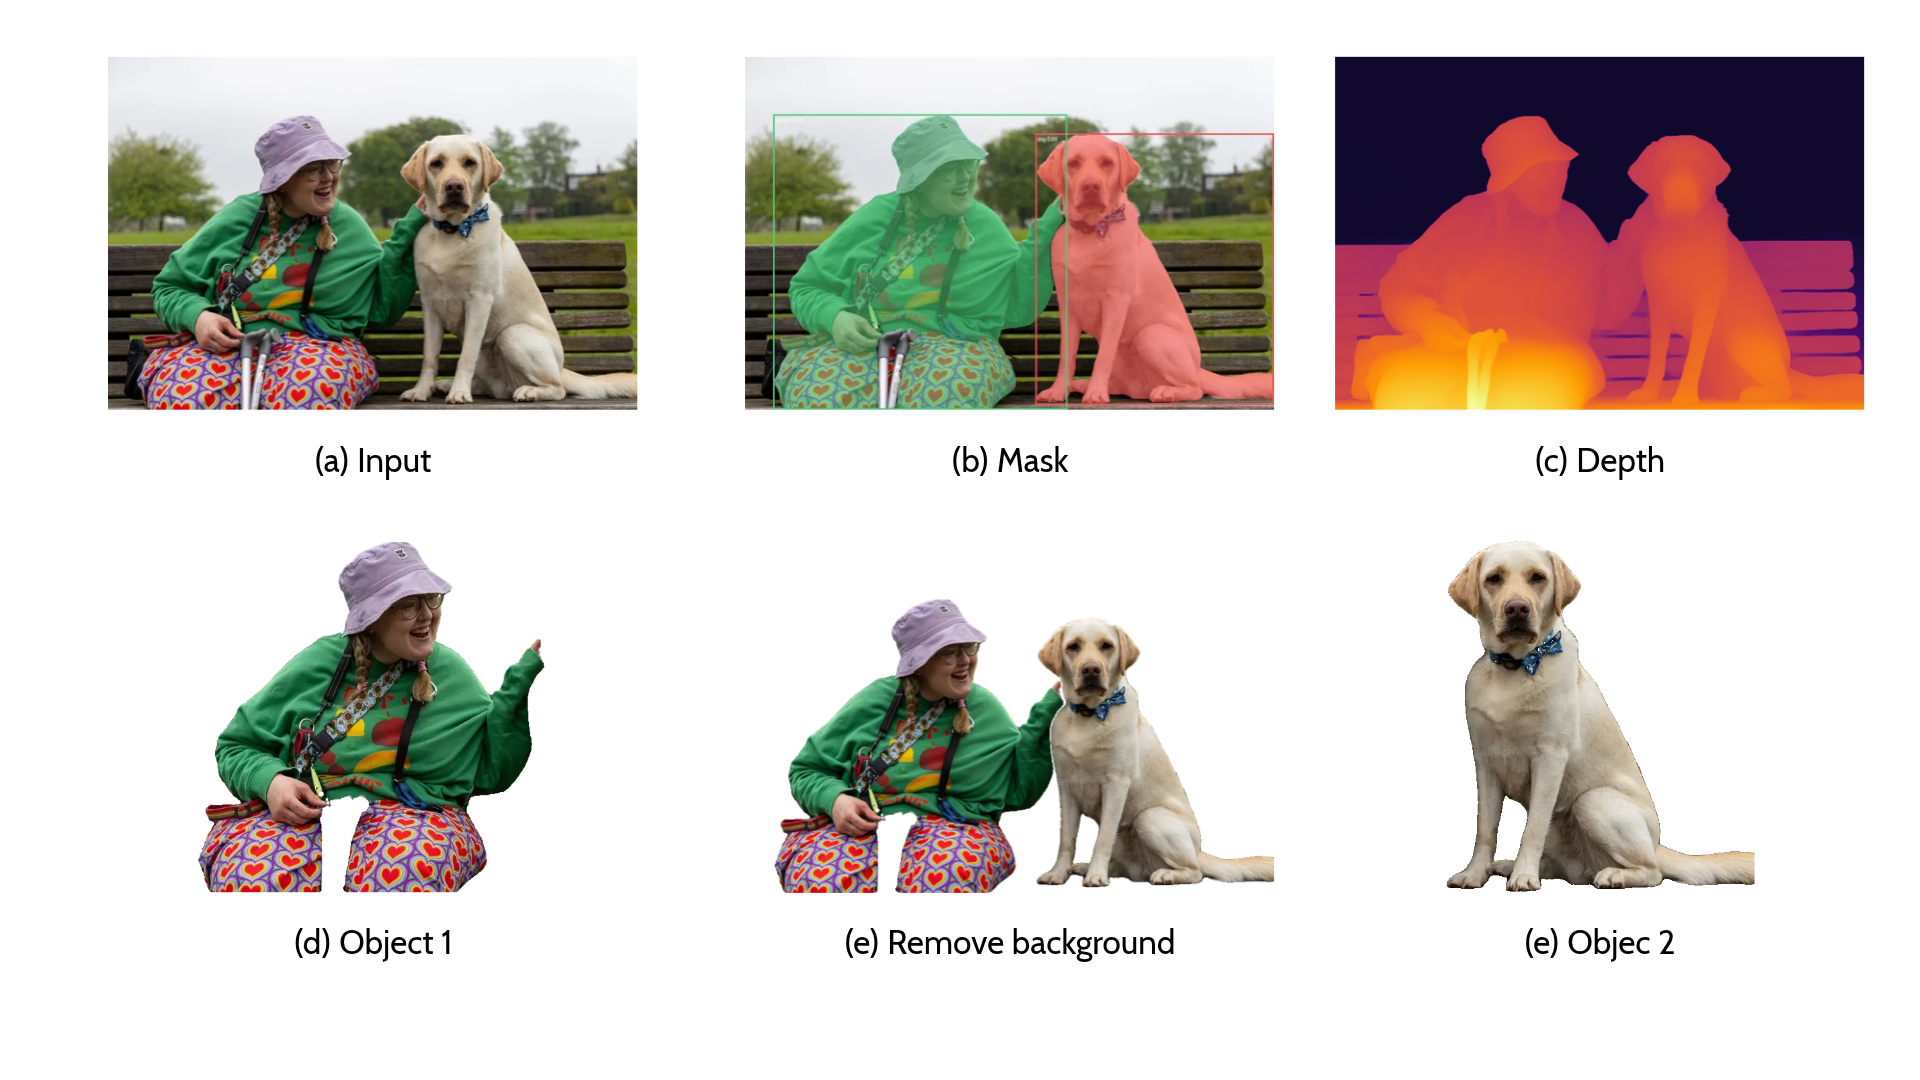 (a) Input
(b) Mask
(c) Depth
(d) Object 1
(e) Remove background
(e) Objec 2